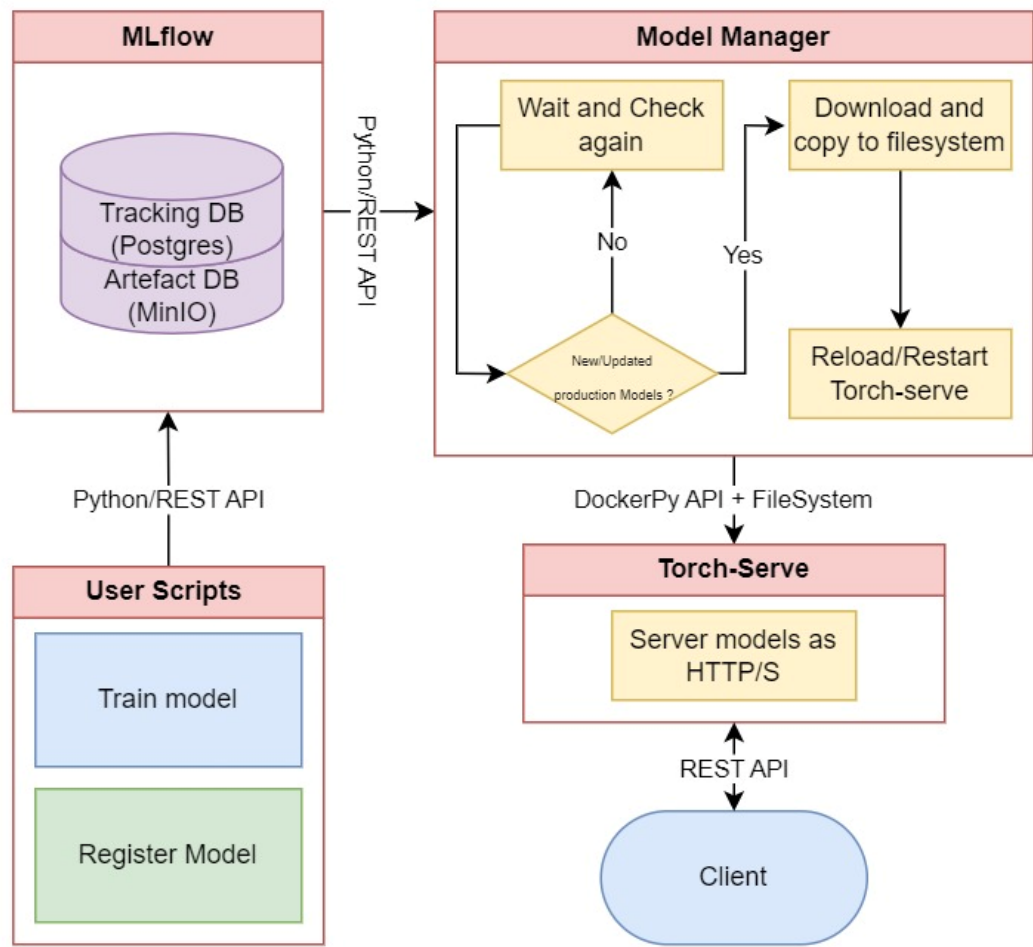 MLflow
Tracking DB
(Postgres)
Artefact DB
(MinIO)
Python/REST API
Model Manager
Wait and Check
again
Download and
copy to filesystem
No
Yes
New/Updated
production Models ?
Reload/Restart
Torch-serve
Python/REST API
DockerPy API + FileSystem
User Scripts
Train model
Register Model
Torch-Serve
Server models as
HTTP/S
REST API
Client